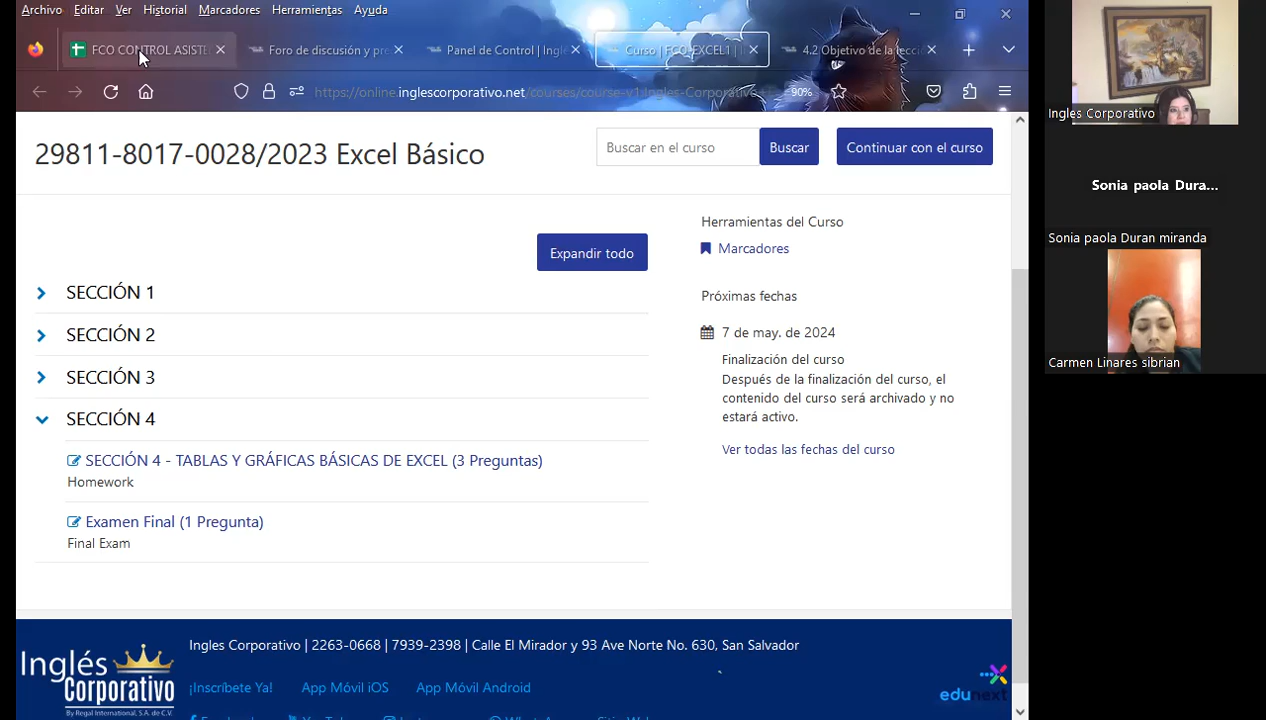 Archivo Editar Ver Historial Marcadores Herramientas Ayuda
FCO CONTROL ASISTE
Foro de discusión y pre
Panel de Control | Ingl
Curso | FCO-EXCEL1 | I
4.2 Objetivo de la lecci
https://online.inglescorporativo.net/courses/course-v1:Ingles-Corporativo+
90%
29811-8017-0028/2023 Excel Básico
Buscar en el curso
Buscar
Continuar con el curso
Expandir todo
SECCIÓN 1
SECCIÓN 2
SECCIÓN 3
SECCIÓN 4
SECCIÓN 4 - TABLAS Y GRÁFICAS BÁSICAS DE EXCEL (3 Preguntas)
Homework
Examen Final (1 Pregunta)
Final Exam
Herramientas del Curso
Marcadores
Próximas fechas
7 de may. de 2024
Finalización del curso
Después de la finalización del curso, el
contenido del curso será archivado y no
estará activo.
Ver todas las fechas del curso
Inglés
Corporativo
By Regal International, S.A. de C.V.
Ingles Corporativo | 2263-0668 | 7939-2398 | Calle El Mirador y 93 Ave Norte No. 630, San Salvador
¡Inscríbete Ya! App Móvil iOS App Móvil Android
edunext
Ingles Corporativo
Sonia paola Dura...
Sonia paola Duran miranda
Carmen Linares sibrian